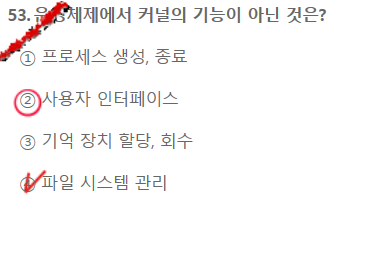 53. 운영체제에서 커널의 기능이 아닌 것은?
① 프로세스 생성, 종료
② 사용자 인터페이스
③ 기억 장치 할당, 회수
④ 파일 시스템 관리